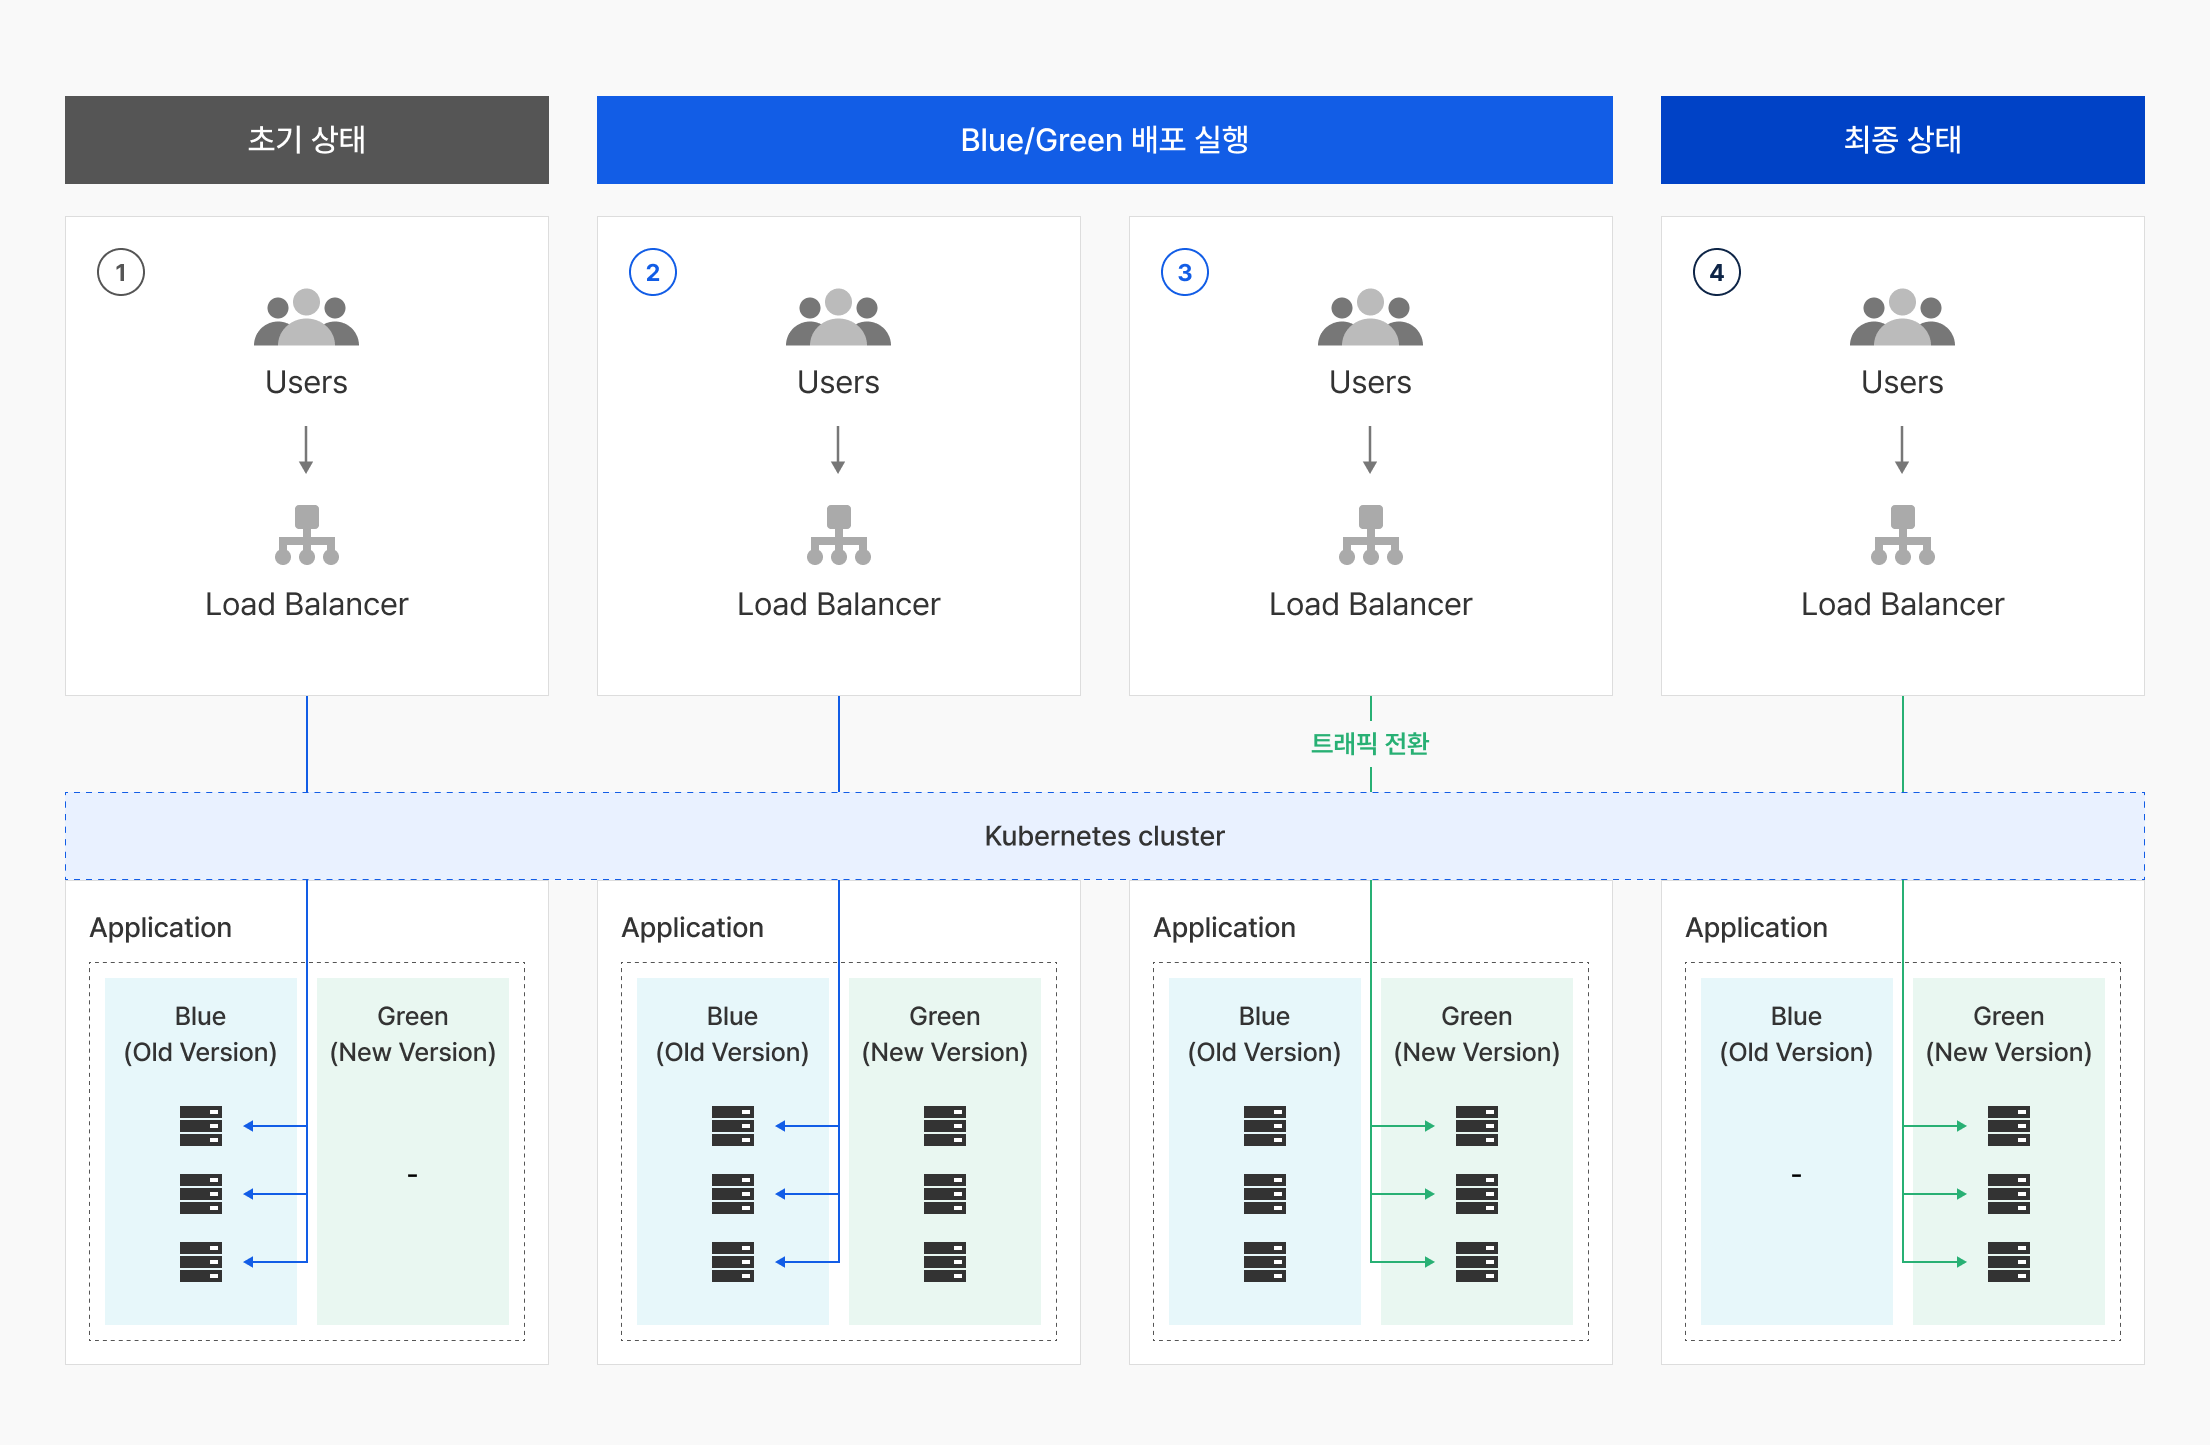 초기 상태
Blue/Green 배포 실행
최종 상태
1
Users
Load Balancer
2
Users
Load Balancer
3
Users
Load Balancer
4
Users
Load Balancer
트래픽 전환
Kubernetes cluster
Application
Blue
(Old Version)
Green
(New Version)
-
Application
Blue
(Old Version)
Green
(New Version)
Application
Blue
(Old Version)
Green
(New Version)
Application
Blue
(Old Version)
-
Green
(New Version)